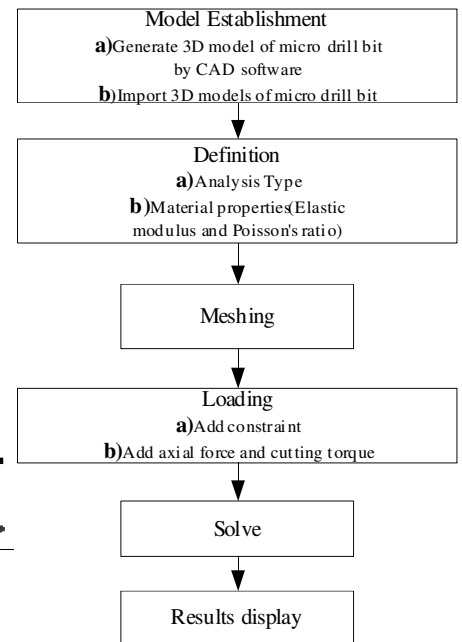 Model Establishment
a)Generate 3D model of micro drill bit
by CAD software
b)Import 3D models of micro drill bit
Definition
a)Analysis Type
b)Material properties(Elastic
modulus and Poisson's ratio)
Meshing
Loading
a)Add constraint
b)Add axial force and cutting torque
Solve
Results display